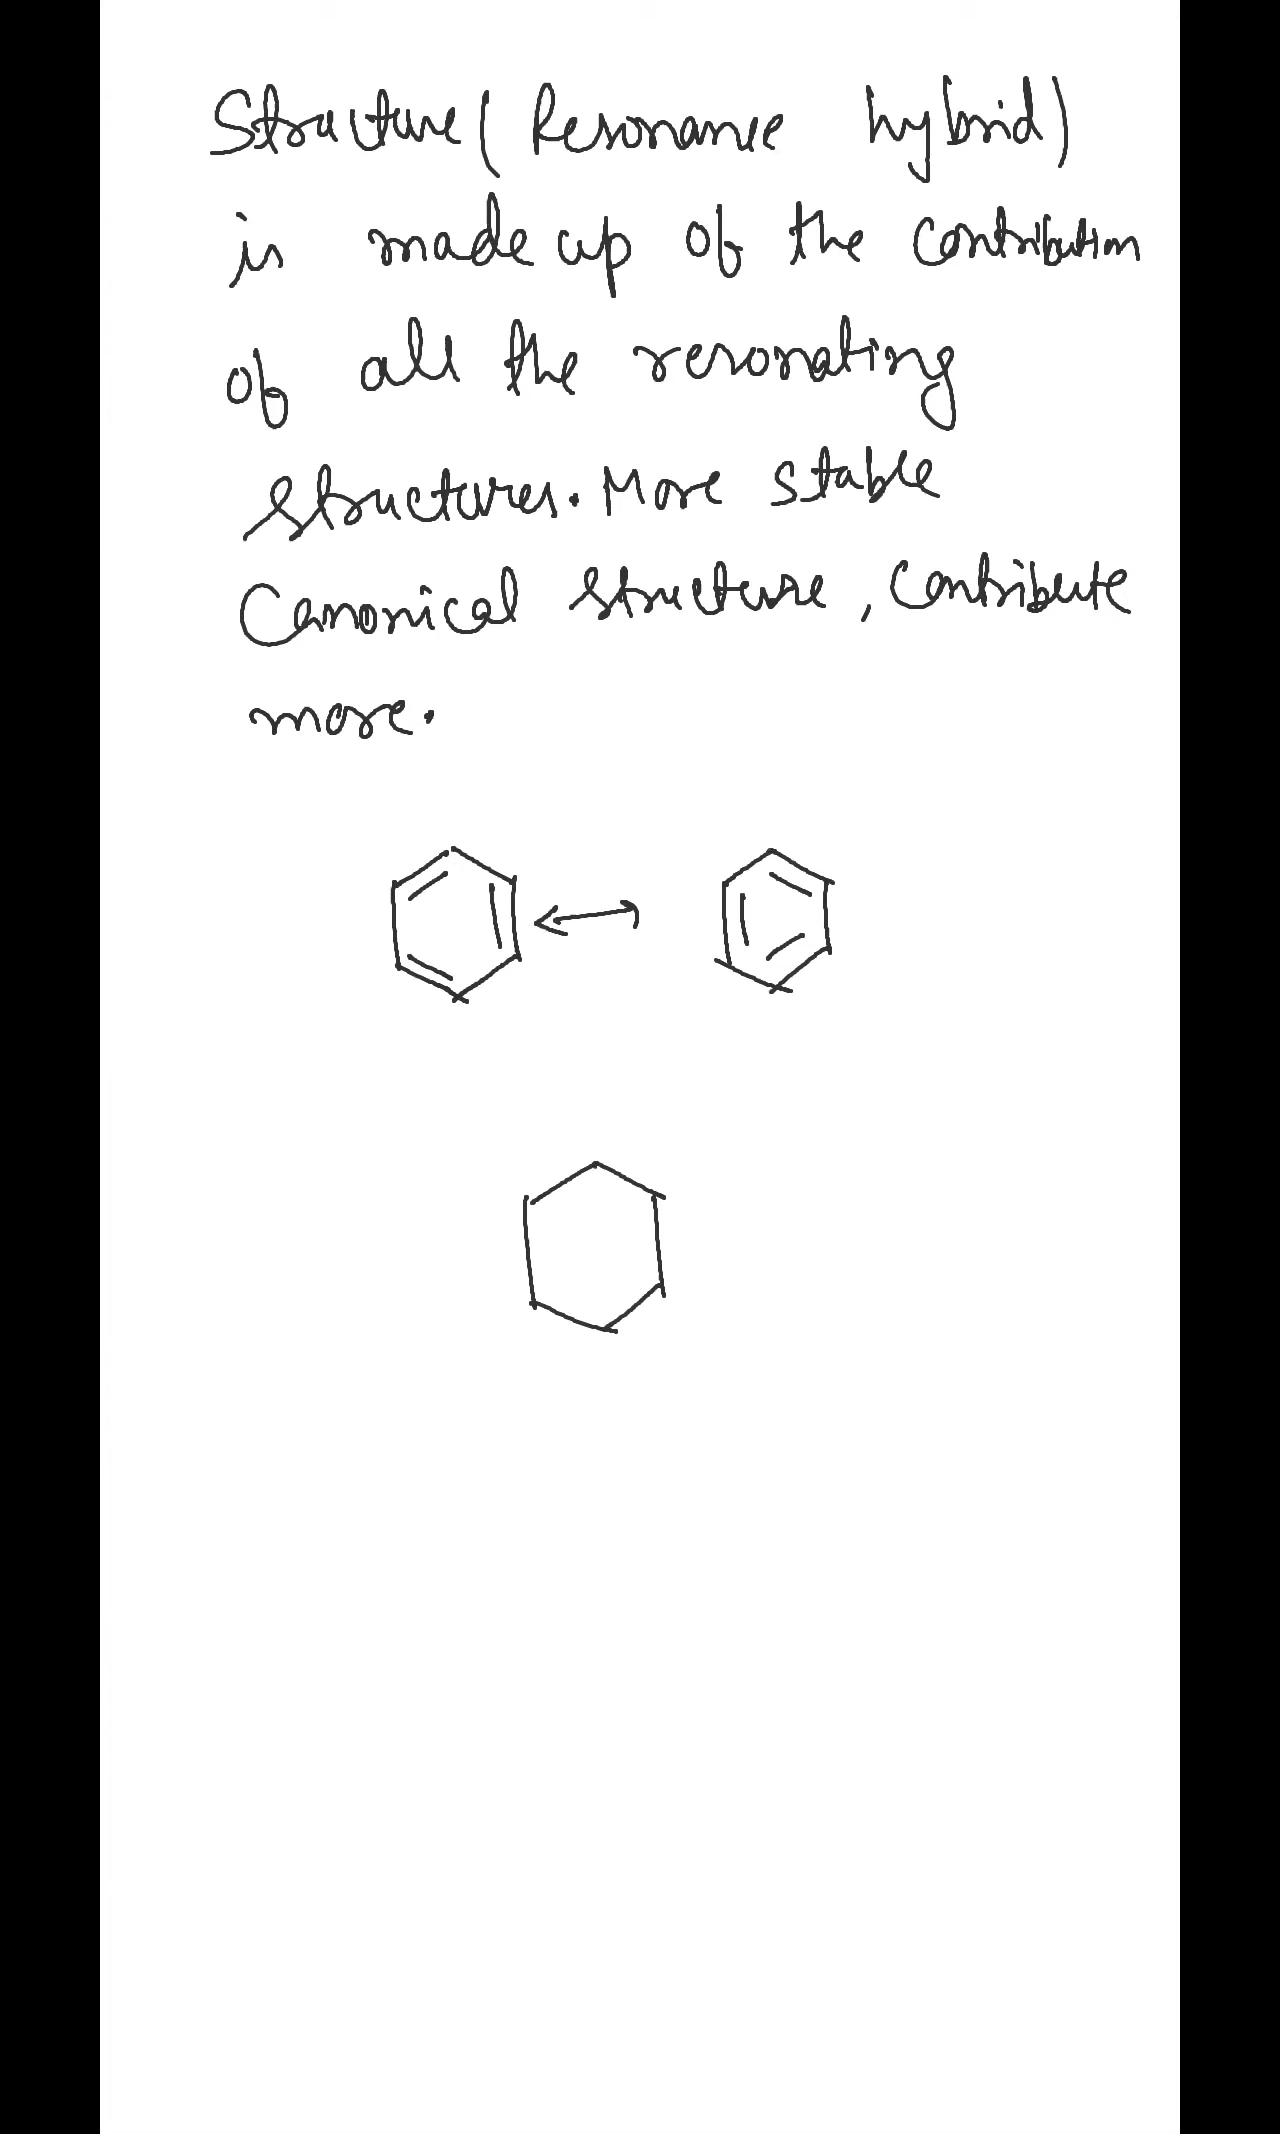 Structure (Resonance hybrid)
is made up of the contribution
of all the resonating
structures. More stable
Canonical structure, contribute
more.